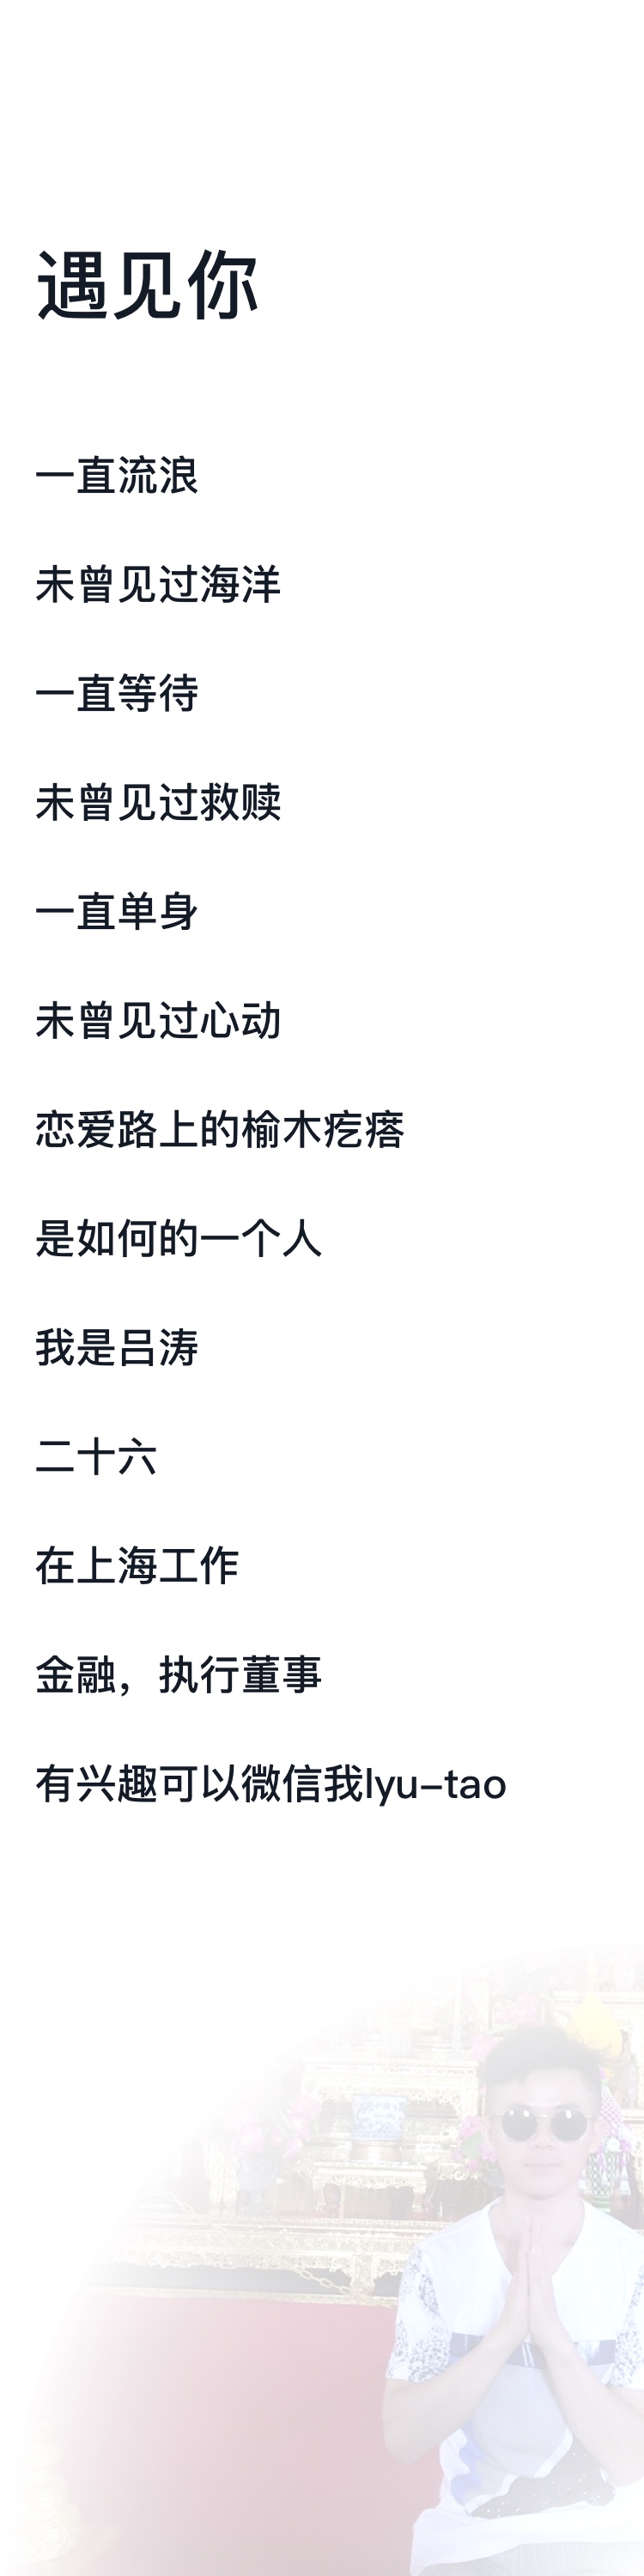 遇见你
一直流浪
未曾见过海洋
一直等待
未曾见过救赎
一直单身
未曾见过心动
恋爱路上的榆木疙瘩
是如何的一个人
我是吕涛
二十六
在上海工作
金融，执行董事
有兴趣可以微信我lyu-tao